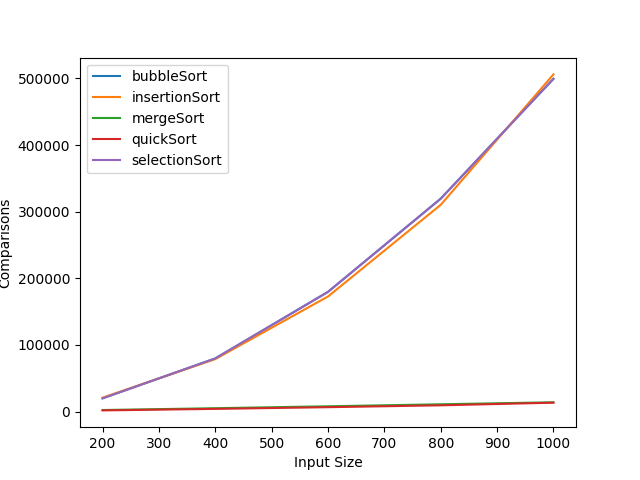 bubbleSort
insertionSort
mergeSort
quickSort
selectionSort
500000
400000
300000
200000
100000
0
Comparisons
200 300 400 500 600 700 800 900 1000
Input Size